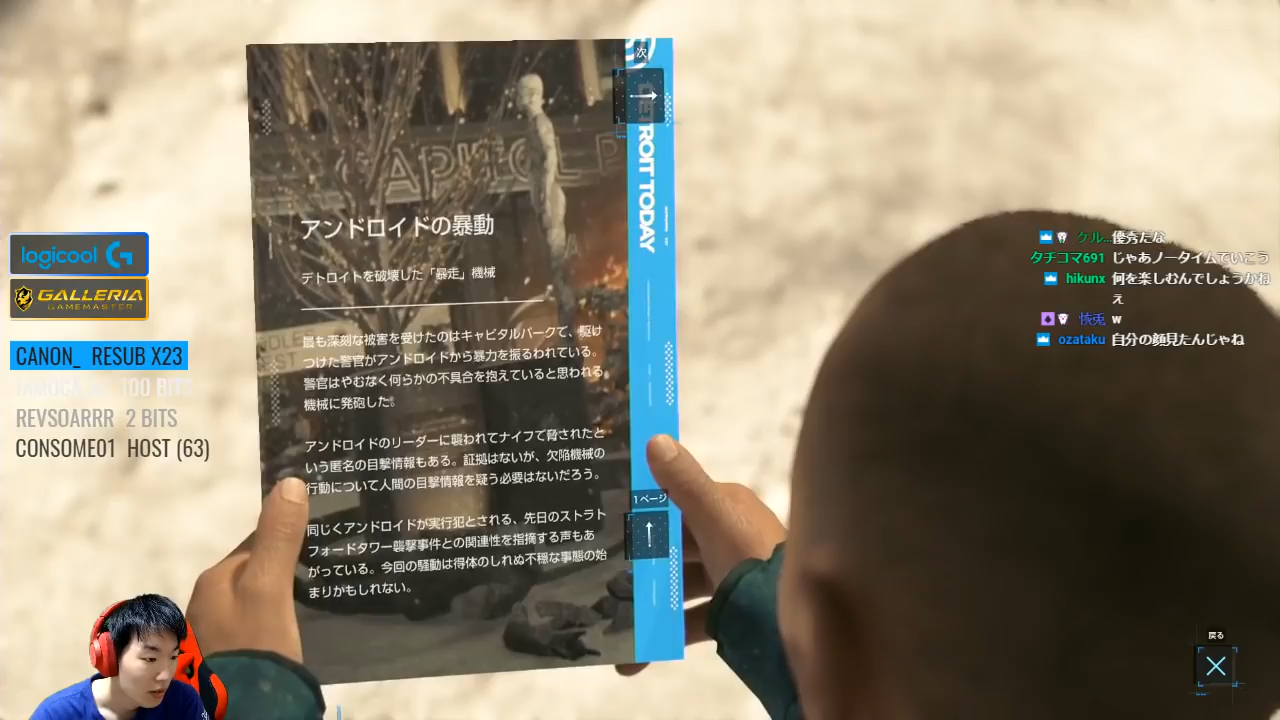 次
DETROIT TODAY
CAPITOL P
アンドロイドの暴動
デトロイトを破壊した「暴走」機械
最も深刻な被害を受けたのはキャピタルパークで、駆け
つけた警官がアンドロイドから暴力を振るわれている。
警官はやむなく何らかの不具合を抱えていると思われる
機械に発砲した。
アンドロイドのリーダーに襲われてナイフで脅されたと
いう匿名の目撃情報もある。証拠はないが、欠陥機械の
行動について人間の目撃情報を疑う必要はないだろう。
同じくアンドロイドが実行犯とされる、先日のストラト
フォードタワー襲撃事件との関連性を指摘する声もあ
がっている。今回の騒動は得体のしれぬ不穏な事態の始
まりかもしれない。
1ページ
logicool G
GALLERIA
GAMEMASTER
CANON_ RESUB X23
100 BITS
REVSOARRR 2 BITS
CONSOME01 HOST (63)
ケル... 優秀だな
タチコマ691 じゃあノータイムでいこう
hikunx 何を楽しむんでしょうかね
ぇ
恢兎 w
ozataku 自分の顔見たんじゃね
戻る